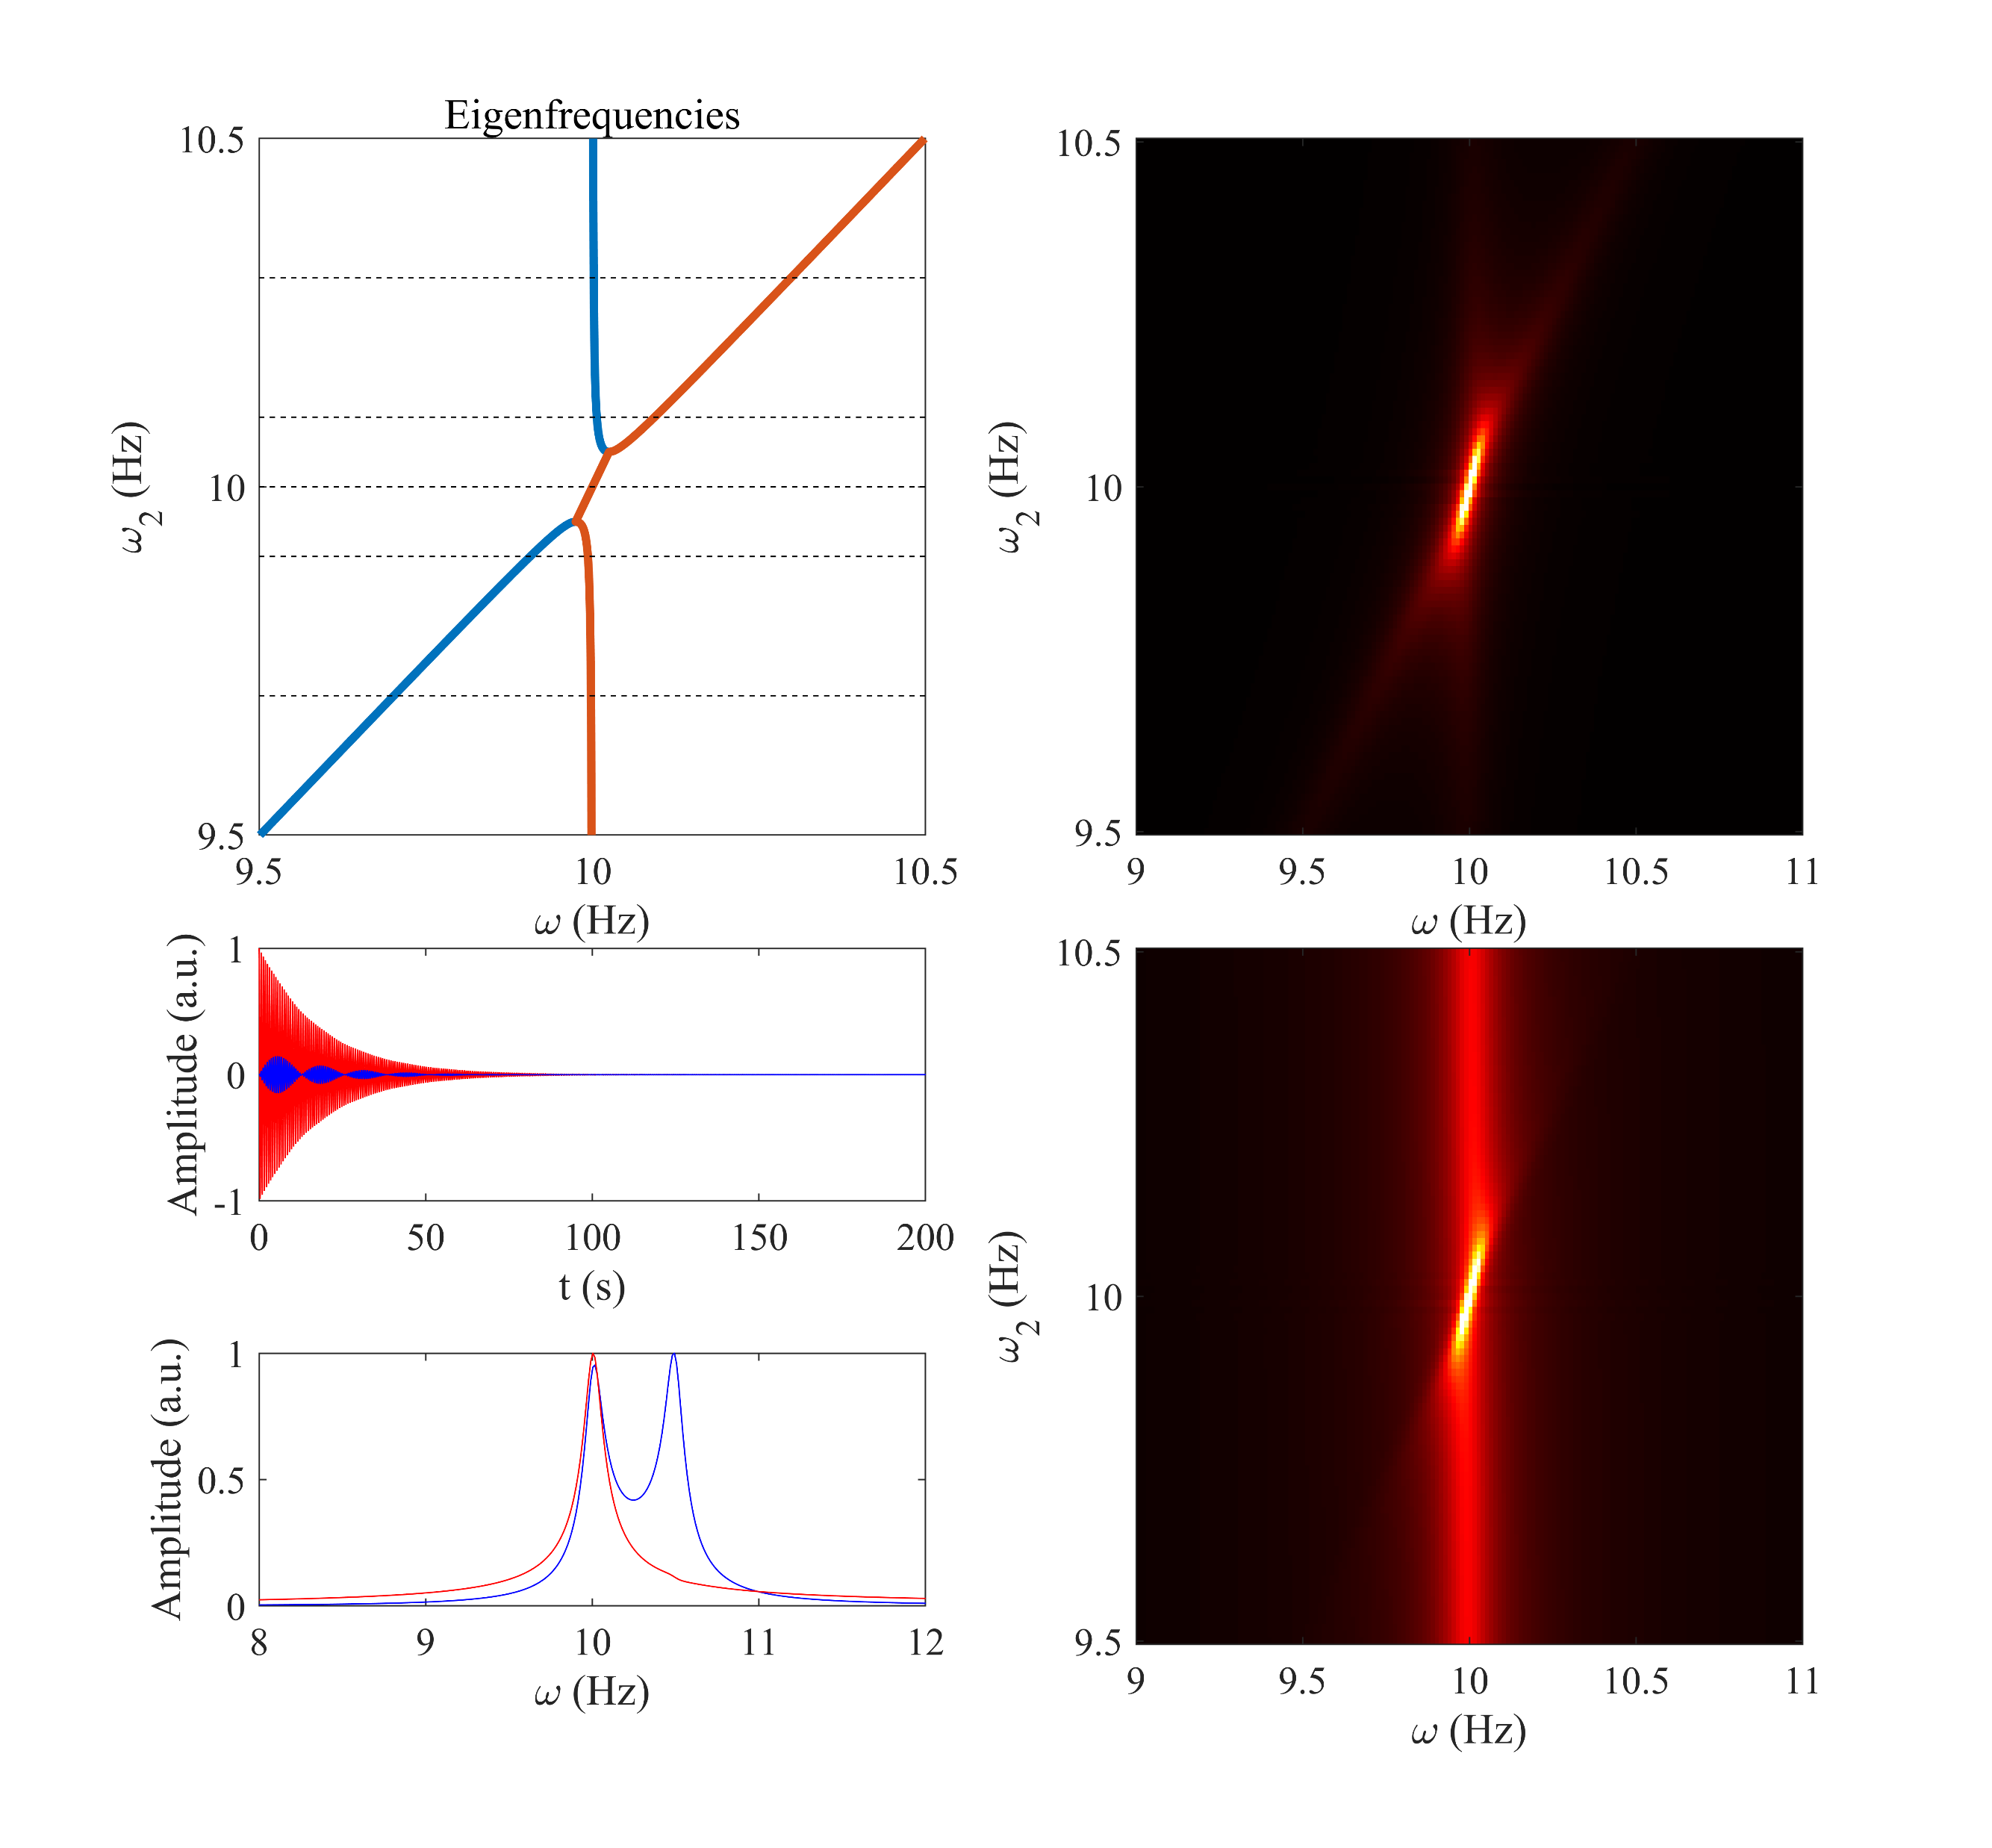 Eigenfrequencies
10.5
10
9.5
ω₂ (Hz)
9.5 10 10.5
ω (Hz)
10.5
10
9.5
ω₂ (Hz)
9 9.5 10 10.5 11
ω (Hz)
1
0
-1
Amplitude (a.u.)
0 50 100 150 200
t (s)
1
0.5
0
Amplitude (a.u.)
8 9 10 11 12
ω (Hz)
10.5
10
9.5
ω₂ (Hz)
9 9.5 10 10.5 11
ω (Hz)